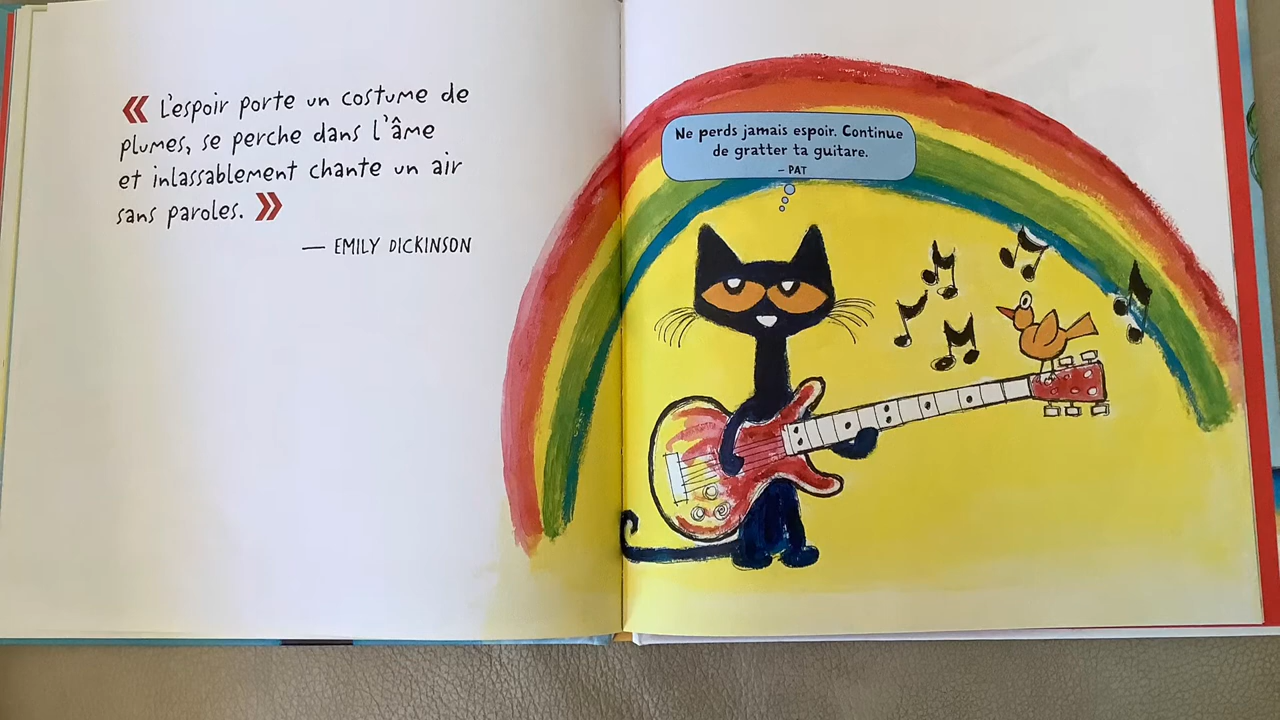 « L'espoir porte un costume de
plumes, se perche dans l'âme
et inlassablement chante un air
sans paroles. »
— EMILY DICKINSON
Ne perds jamais espoir. Continue
de gratter ta guitare.
– PAT